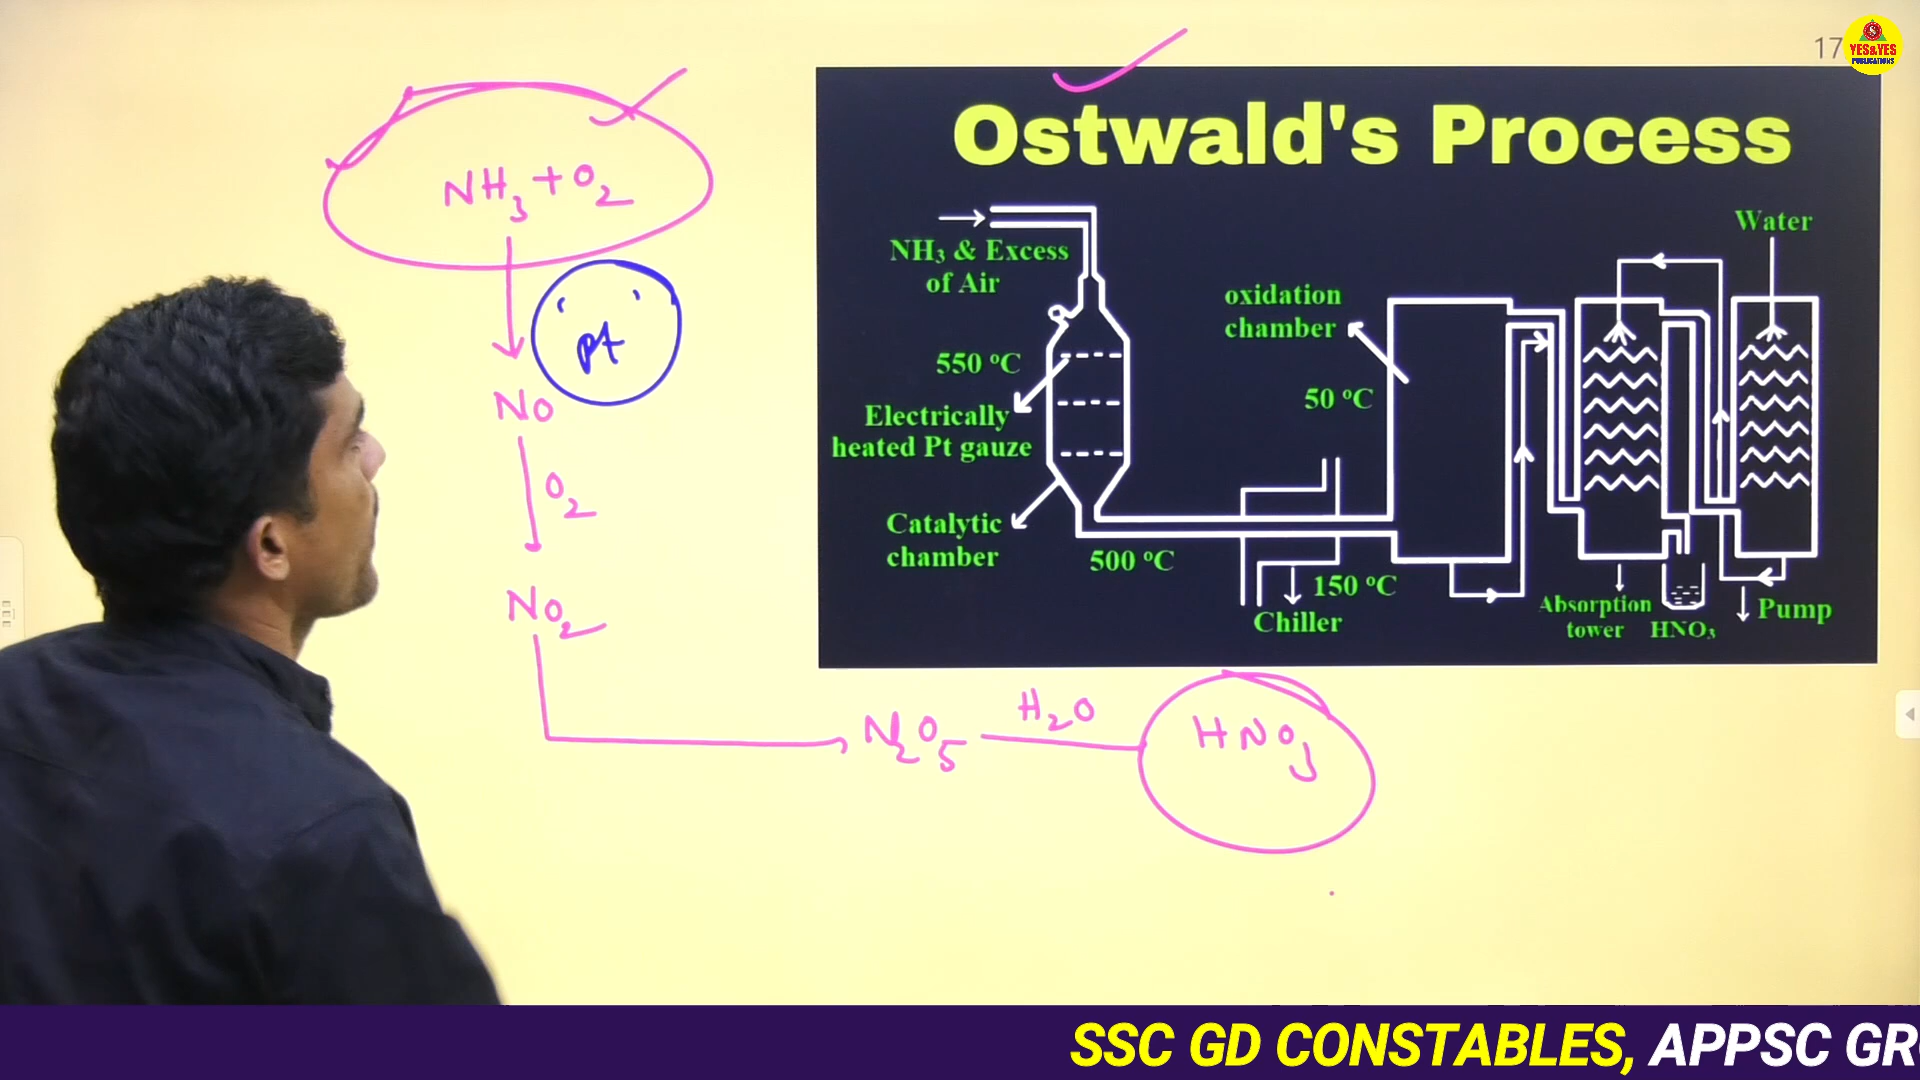 17
YES&YES
PUBLICATIONS
NH₃ + O₂
pt
NO
O₂
NO₂
N₂O₅
H₂O
HNO₃
Ostwald's Process
NH₃ & Excess
of Air
Water
oxidation
chamber
550 °C
50 °C
Electrically
heated Pt gauze
Catalytic
chamber
500 °C
150 °C
Chiller
Absorption
tower
HNO₃
Pump
SSC GD CONSTABLES, APPSC GR